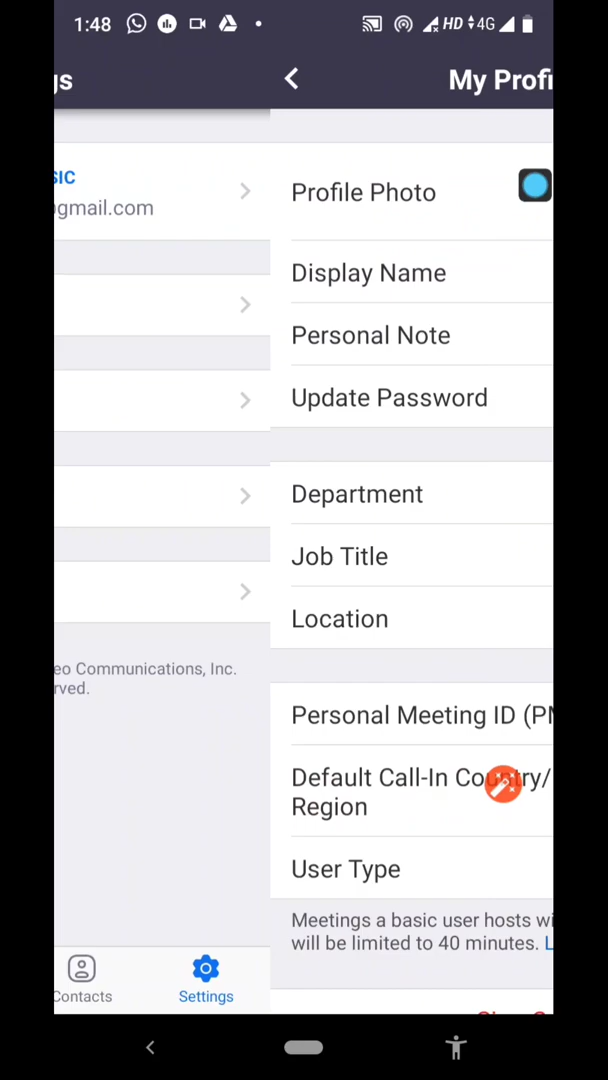 1:48
HD 4G
gs
My Profi
SIC
gmail.com
Profile Photo
Display Name
Personal Note
Update Password
Department
Job Title
Location
eo Communications, Inc.
rved.
Personal Meeting ID (PM
Default Call-In Country/
Region
User Type
Meetings a basic user hosts wi
will be limited to 40 minutes. L
Contacts
Settings